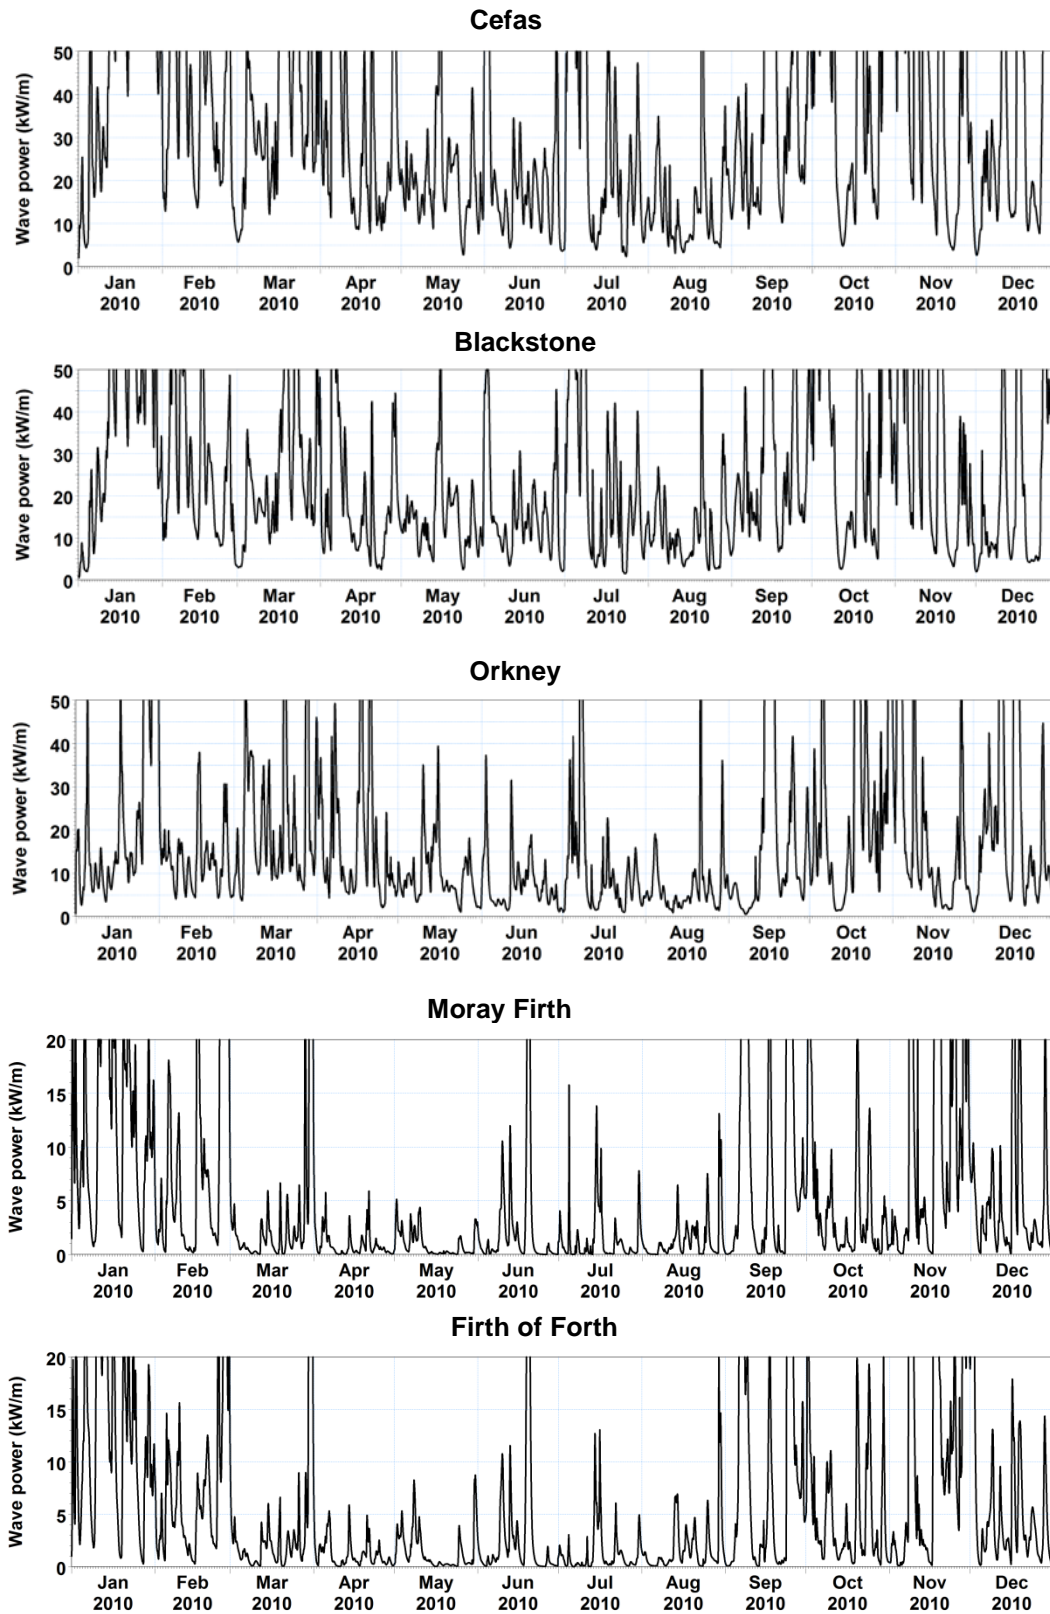 Cefas
Wave power (kW/m)
50
40
30
20
10
0
Jan Feb Mar Apr May Jun Jul Aug Sep Oct Nov Dec
2010 2010 2010 2010 2010 2010 2010 2010 2010 2010 2010 2010
Blackstone
Wave power (kW/m)
50
40
30
20
10
0
Jan Feb Mar Apr May Jun Jul Aug Sep Oct Nov Dec
2010 2010 2010 2010 2010 2010 2010 2010 2010 2010 2010 2010
Orkney
Wave power (kW/m)
50
40
30
20
10
0
Jan Feb Mar Apr May Jun Jul Aug Sep Oct Nov Dec
2010 2010 2010 2010 2010 2010 2010 2010 2010 2010 2010 2010
Moray Firth
Wave power (kW/m)
20
15
10
5
0
Jan Feb Mar Apr May Jun Jul Aug Sep Oct Nov Dec
2010 2010 2010 2010 2010 2010 2010 2010 2010 2010 2010 2010
Firth of Forth
Wave power (kW/m)
20
15
10
5
0
Jan Feb Mar Apr May Jun Jul Aug Sep Oct Nov Dec
2010 2010 2010 2010 2010 2010 2010 2010 2010 2010 2010 2010